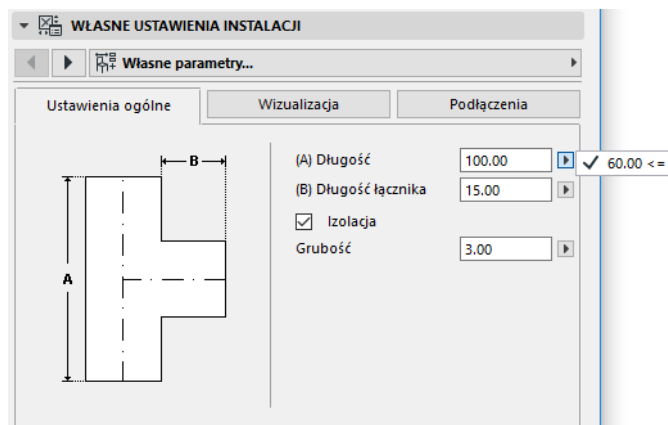 WŁASNE USTAWIENIA INSTALACJI
Własne parametry...
Ustawienia ogólne Wizualizacja Podłączenia
B
A
(A) Długość 100.00 60.00 <=
(B) Długość łącznika 15.00
Izolacja
Grubość 3.00